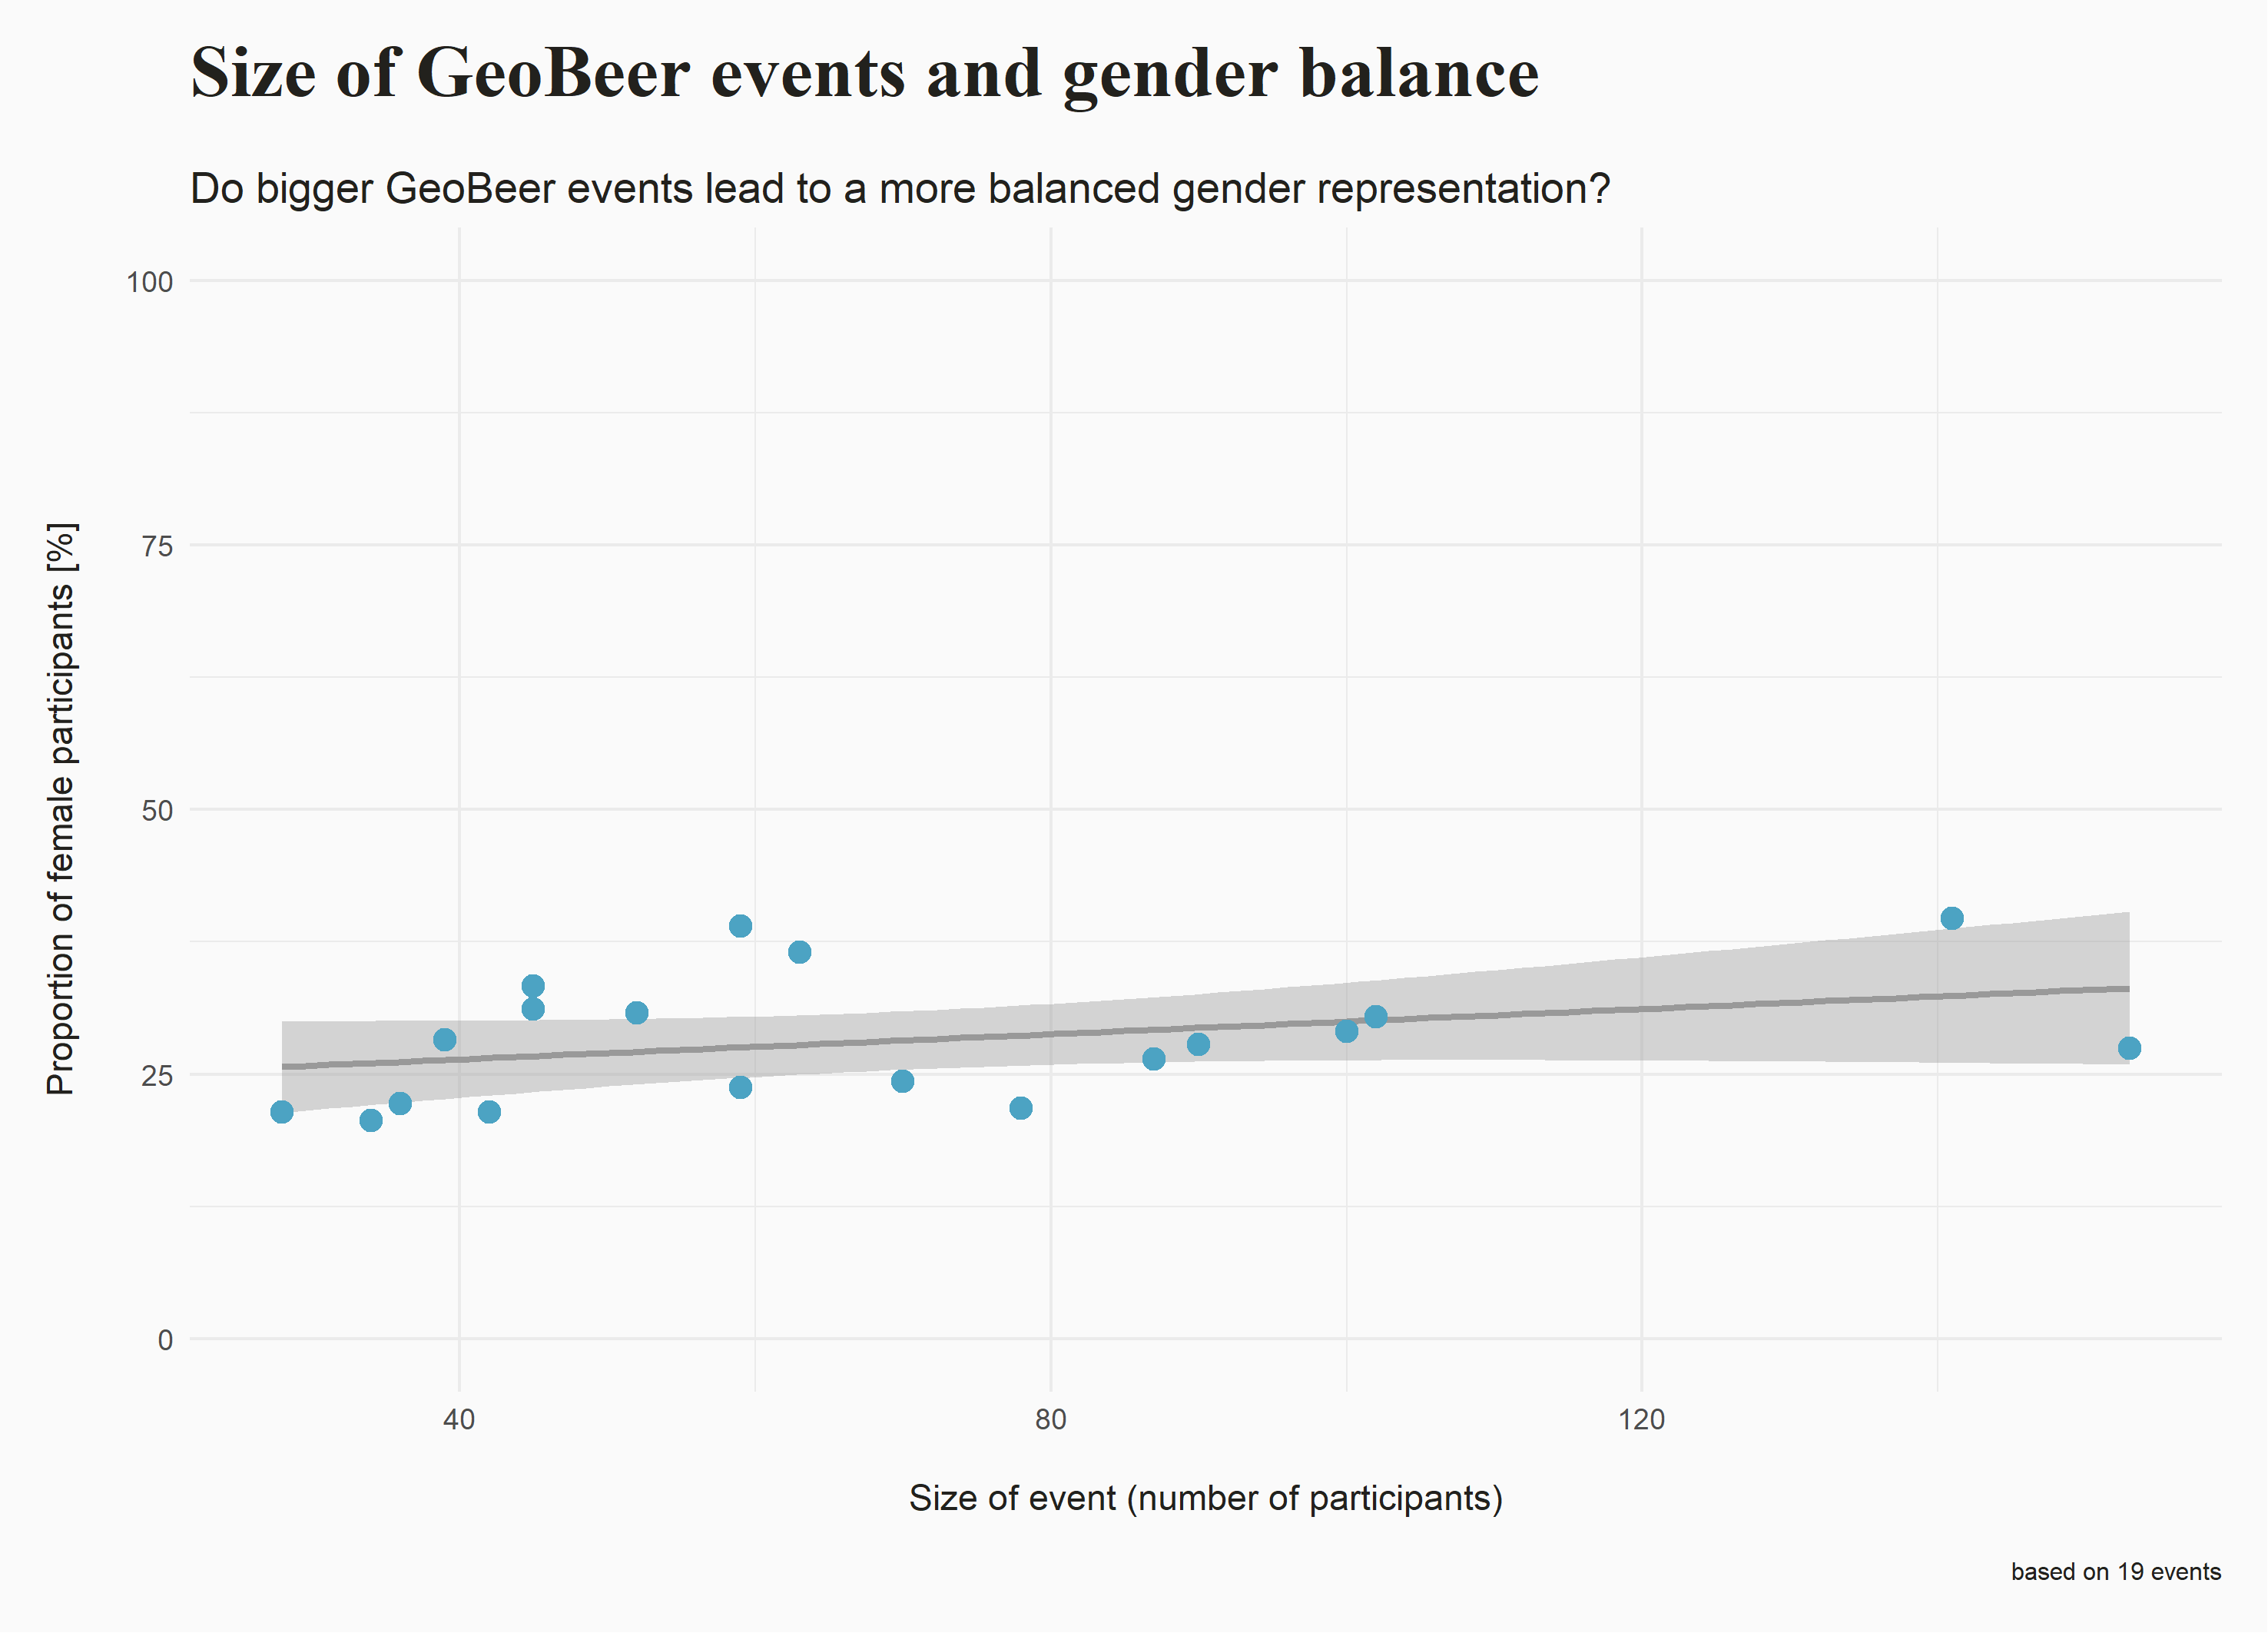 Size of GeoBeer events and gender balance
Do bigger GeoBeer events lead to a more balanced gender representation?
100
75
50
25
0
Proportion of female participants [%]
40
80
120
Size of event (number of participants)
based on 19 events